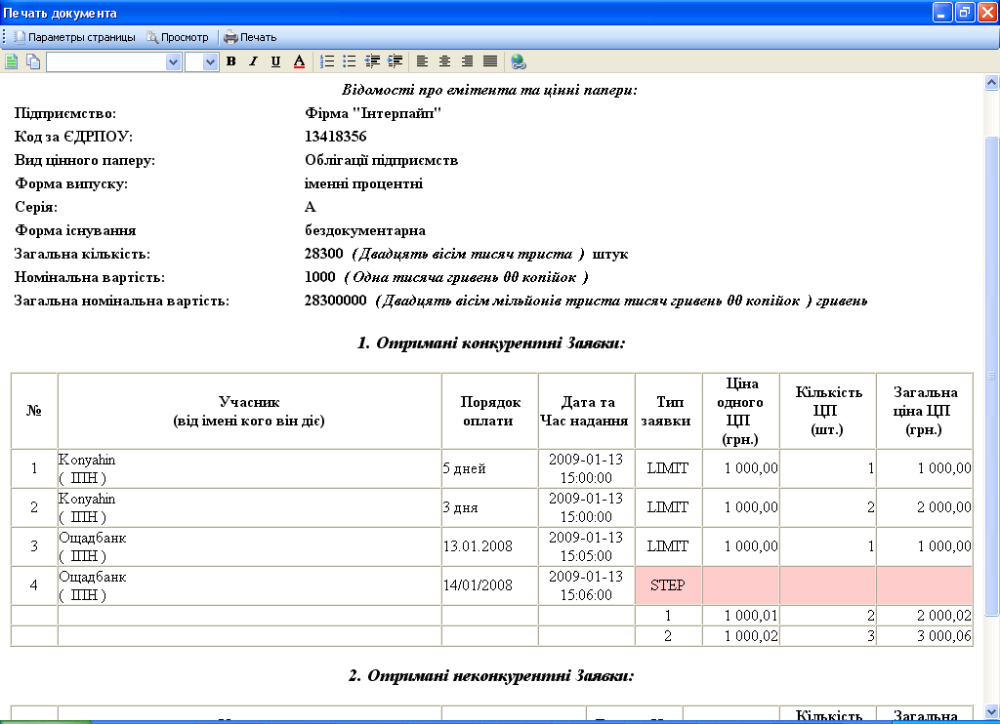 Печать документа
Параметры страницы Просмотр Печать
B I U A
Відомості про емітента та цінні папери:
Підприємство: Фірма "Інтерпайп"
Код за ЄДРПОУ: 13418356
Вид цінного паперу: Облігації підприємств
Форма випуску: іменні процентні
Серія: А
Форма існування бездокументарна
Загальна кількість: 28300 ( Двадцять вісім тисяч триста ) штук
Номінальна вартість: 1000 ( Одна тисяча гривень 00 копійок )
Загальна номінальна вартість: 28300000 ( Двадцять вісім мільйонів триста тисяч гривень 00 копійок ) гривень
1. Отримані конкурентні Заявки:
№ Учасник (від імені кого він діє) Порядок оплати Дата та Час надання Тип заявки Ціна одного ЦП (грн.) Кількість ЦП (шт.) Загальна ціна ЦП (грн.)
1 Konyahin ( ІПН ) 5 дней 2009-01-13 15:00:00 LIMIT 1 000,00 1 1 000,00
2 Konyahin ( ІПН ) 3 дня 2009-01-13 15:00:00 LIMIT 1 000,00 2 2 000,00
3 Ощадбанк ( ІПН ) 13.01.2008 2009-01-13 15:05:00 LIMIT 1 000,00 1 1 000,00
4 Ощадбанк ( ІПН ) 14/01/2008 2009-01-13 15:06:00 STEP
1 1 000,01 2 2 000,02
2 1 000,02 3 3 000,06
2. Отримані неконкурентні Заявки:
Кількість Загальна